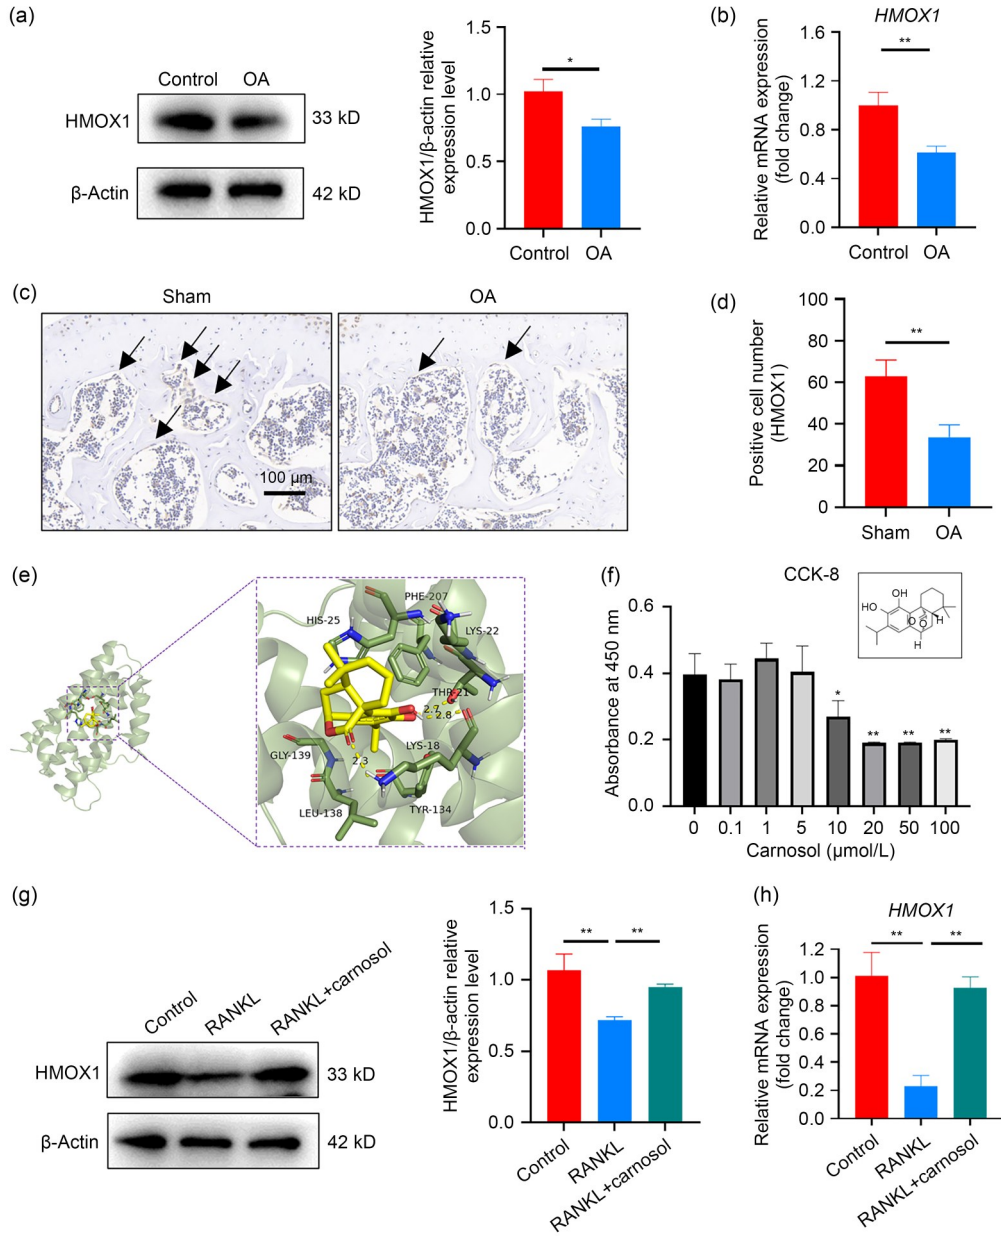 (a)
Control OA
HMOX1
33 kD
β-Actin
42 kD
HMOX1/β-actin relative
expression level
1.5
1.0
0.5
0.0
*
Control OA
(b)
HMOX1
Relative mRNA expression
(fold change)
1.6
1.2
0.8
0.4
0.0
**
Control OA
(c)
Sham
OA
100 μm
(d)
Positive cell number
(HMOX1)
100
80
60
40
20
0
**
Sham OA
(e)
PHE-207
HIS-25
LYS-22
THR-21
2.7
2.8
GLY-139
LYS-18
2.3
LEU-138
TYR-134
(f)
CCK-8
OH
HO
O
O
H
H
Absorbance at 450 nm
0.6
0.4
0.2
0.0
*
** ** **
0 0.1 1 5 10 20 50 100
Carnosol (μmol/L)
(g)
Control
RANKL
RANKL+carnosol
HMOX1
33 kD
β-Actin
42 kD
HMOX1/β-actin relative
expression level
1.5
1.0
0.5
0.0
** **
Control
RANKL
RANKL+carnosol
(h)
HMOX1
Relative mRNA expression
(fold change)
1.2
1.0
0.8
0.6
0.4
0.2
0.0
** **
Control
RANKL
RANKL+carnosol